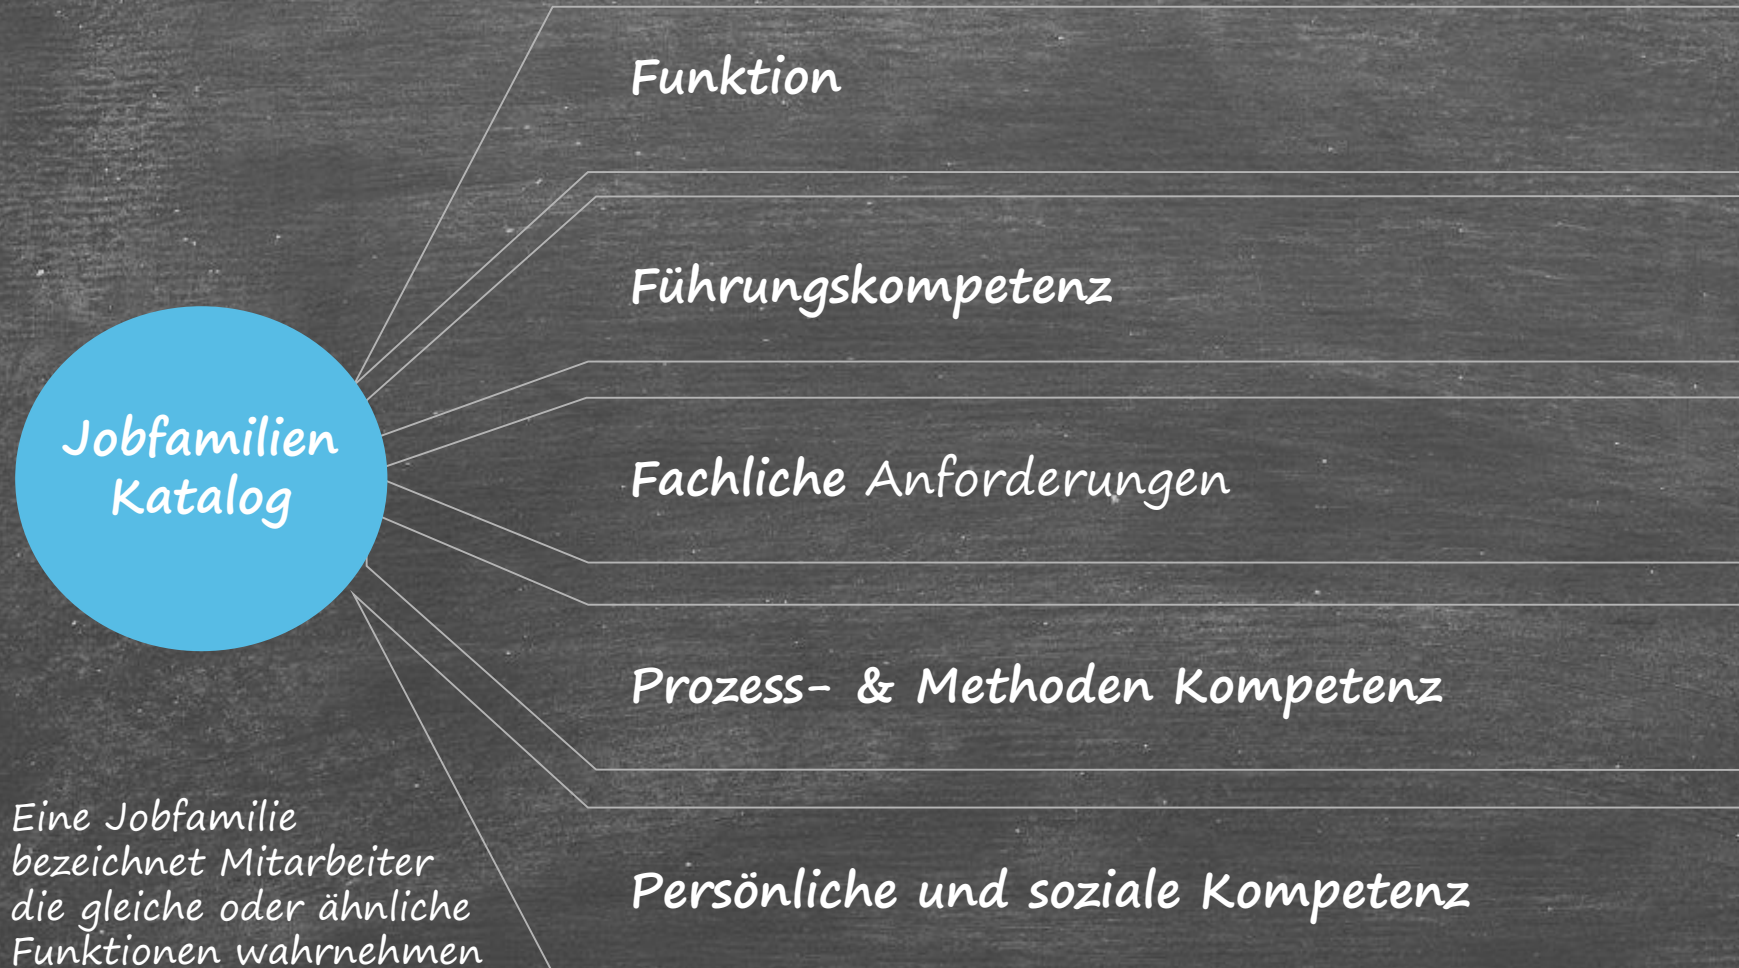 Funktion
Führungskompetenz
Jobfamilien
Katalog
Fachliche Anforderungen
Prozess- & Methoden Kompetenz
Persönliche und soziale Kompetenz
Eine Jobfamilie
bezeichnet Mitarbeiter
die gleiche oder ähnliche
Funktionen wahrnehmen